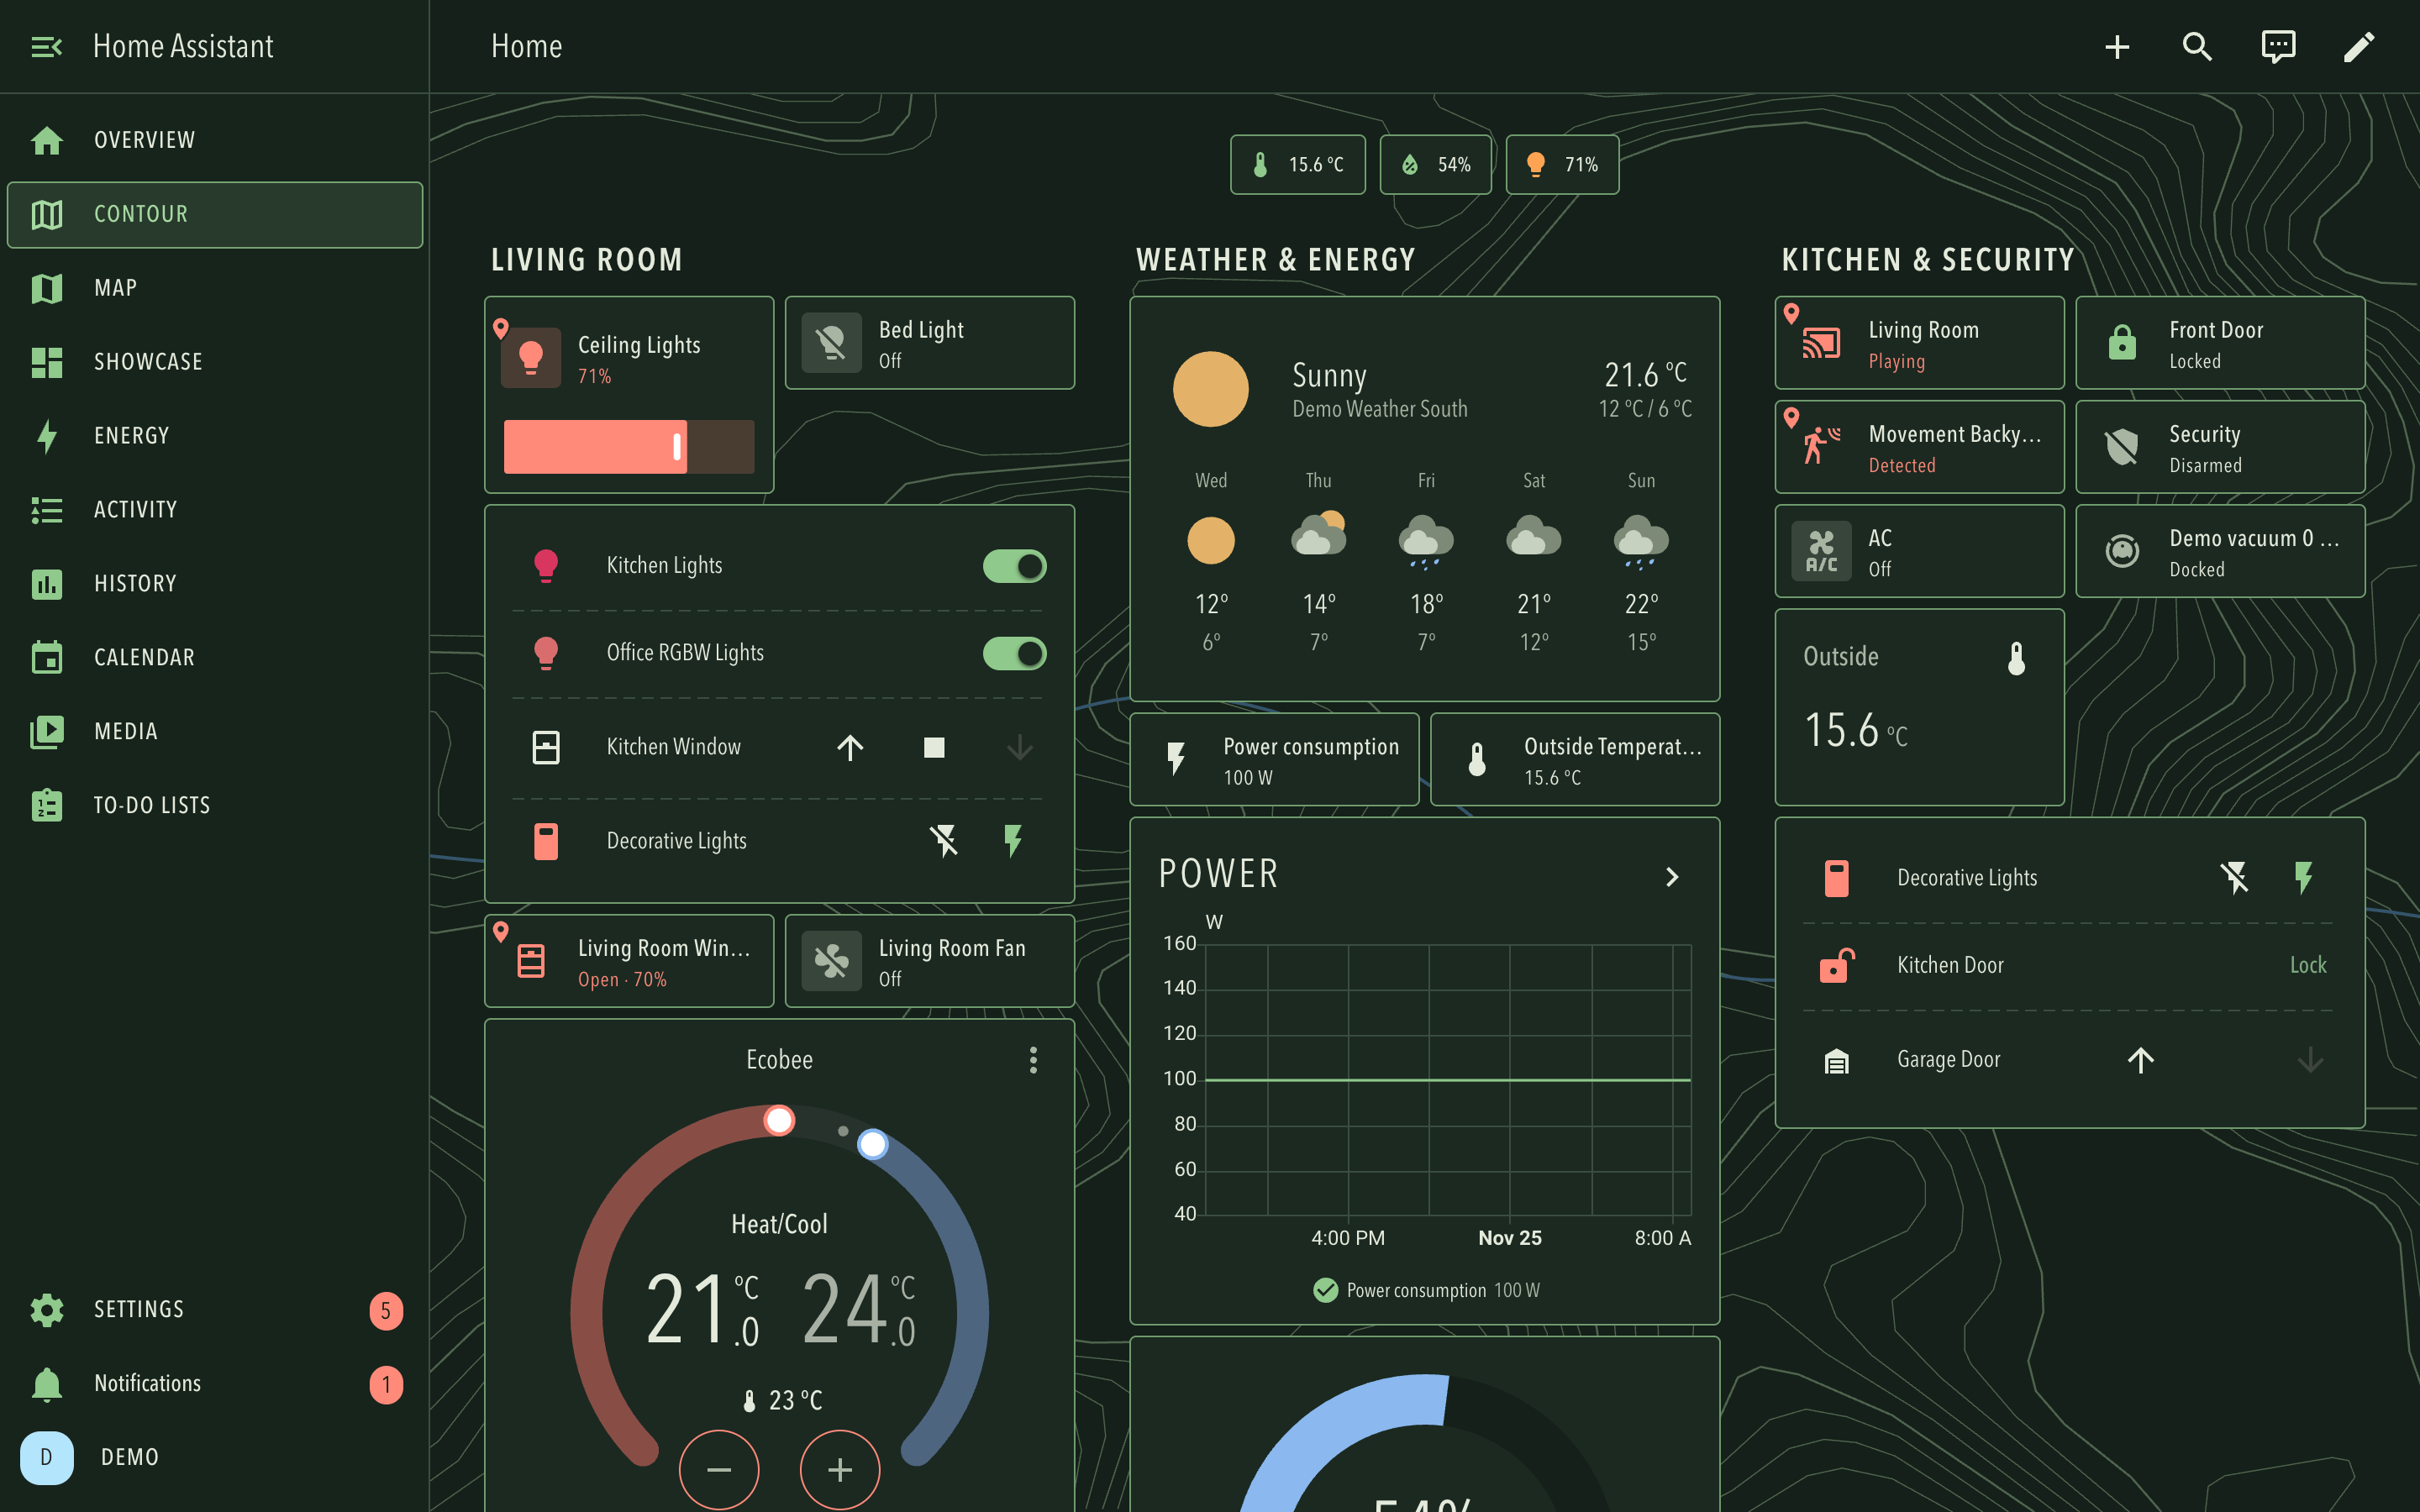 Home Assistant
OVERVIEW
CONTOUR
MAP
SHOWCASE
ENERGY
ACTIVITY
HISTORY
CALENDAR
MEDIA
TO-DO LISTS
SETTINGS
5
Notifications
1
D
DEMO
Home
15.6 °C
54%
71%
LIVING ROOM
Ceiling Lights
71%
Bed Light
Off
Kitchen Lights
Office RGBW Lights
Kitchen Window
Decorative Lights
Living Room Win…
Open · 70%
Living Room Fan
Off
Ecobee
Heat/Cool
21.0 °C
24.0 °C
23 °C
WEATHER & ENERGY
Sunny
Demo Weather South
21.6 °C
12 °C / 6 °C
Wed Thu Fri Sat Sun
12° 14° 18° 21° 22°
6° 7° 7° 12° 15°
Power consumption
100 W
Outside Temperat…
15.6 °C
POWER
W
160
140
120
100
80
60
40
4:00 PM Nov 25 8:00 A
Power consumption 100 W
KITCHEN & SECURITY
Living Room
Playing
Front Door
Locked
Movement Backy…
Detected
Security
Disarmed
A/C
AC
Off
Demo vacuum 0 …
Docked
Outside
15.6 °C
Decorative Lights
Kitchen Door
Lock
Garage Door